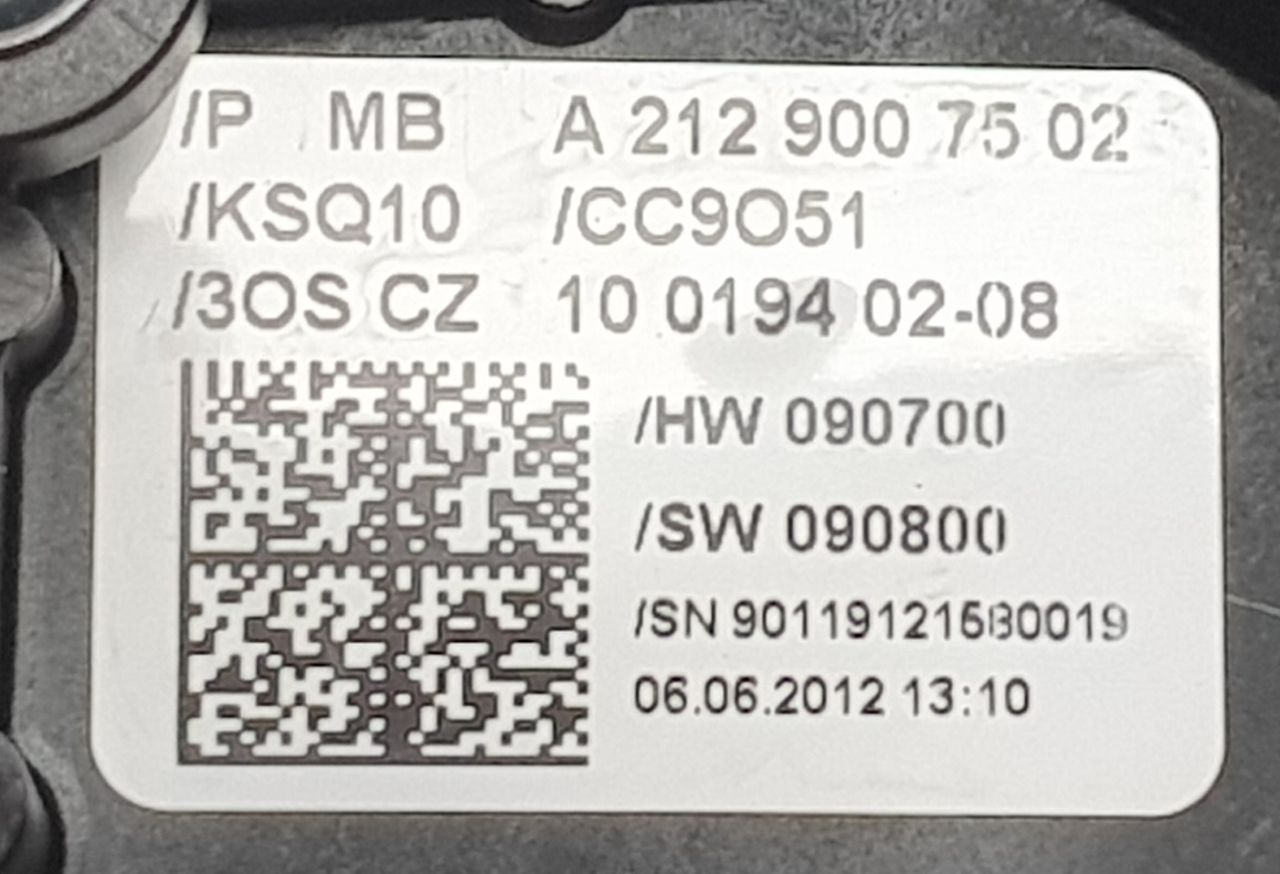 /P MB A 212 900 75 02
/KSQ10 /CC9O51
/3OS CZ 10 0194 02-08
/HW 090700
/SW 090800
/SN 90119121580019
06.06.2012 13:10